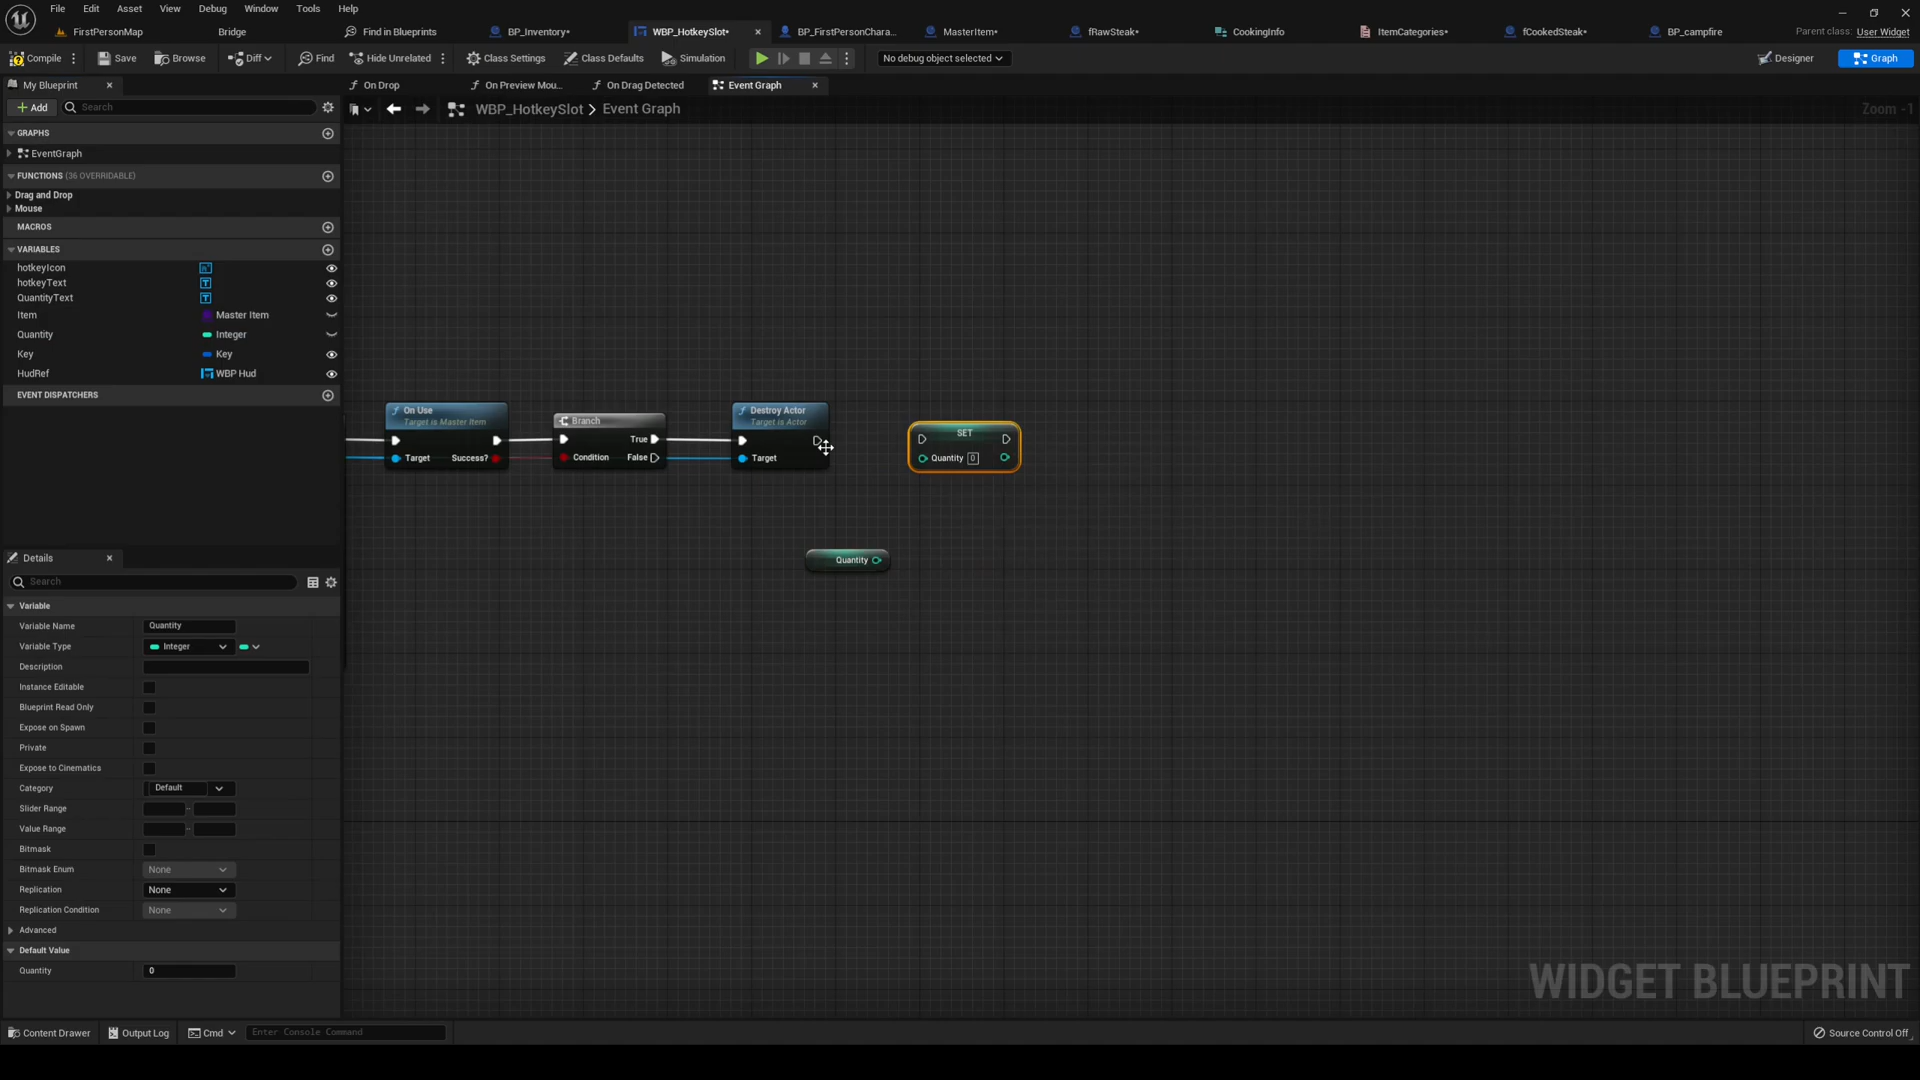 File Edit Asset View Debug Window Tools Help
FirstPersonMap Bridge Find in Blueprints BP_Inventory* WBP_HotkeySlot* BP_FirstPersonChara... MasterItem* fRawSteak* CookingInfo ItemCategories* fCookedSteak* BP_campfire Parent class: User Widget
Compile Save Browse Diff Find Hide Unrelated Class Settings Class Defaults Simulation No debug object selected Designer Graph
My Blueprint On Drop On Preview Mou... On Drag Detected Event Graph
Add Search WBP_HotkeySlot > Event Graph Zoom -1
GRAPHS
EventGraph
FUNCTIONS (36 OVERRIDABLE)
Drag and Drop
Mouse
MACROS
VARIABLES
hotkeyIcon
hotkeyText
QuantityText
Item Master Item
Quantity Integer
Key Key
HudRef WBP Hud
EVENT DISPATCHERS
On Use
Target is Master Item
Target Success?
Branch
True
Condition False
Destroy Actor
Target is Actor
Target
SET
Quantity 0
Quantity
Details
Search
Variable
Variable Name Quantity
Variable Type Integer
Description
Instance Editable
Blueprint Read Only
Expose on Spawn
Private
Expose to Cinematics
Category Default
Slider Range
Value Range
Bitmask
Bitmask Enum None
Replication None
Replication Condition None
Advanced
Default Value
Quantity 0
WIDGET BLUEPRINT
Content Drawer Output Log Cmd Enter Console Command Source Control Off